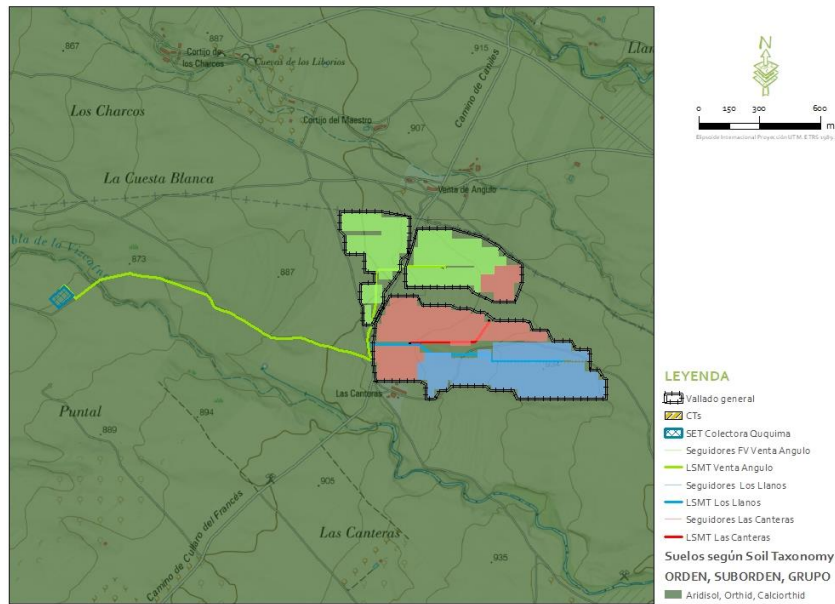 867
887
Cortijo de
los Charcos
Cuevas de los Liborios
915
Llan
Los Charcos
Cortijo del Maestro
907
Camino de Caniles
La Cuesta Blanca
Venta de Angulo
873
887
Puntal
894
889
Las Canteras
905
Las Canteras
935
Camino de Cúllar
del Francés
N
0 150 300 600
m
LEYENDA
Vallado general
CTs
SET Colectora Ququima
Seguidores FV Venta Angulo
LSMT Venta Angulo
Seguidores Los Llanos
LSMT Los Llanos
Seguidores Las Canteras
LSMT Las Canteras
Suelos según Soil Taxonomy
ORDEN, SUBORDEN, GRUPO
Aridisol, Orthid, Calciorthid